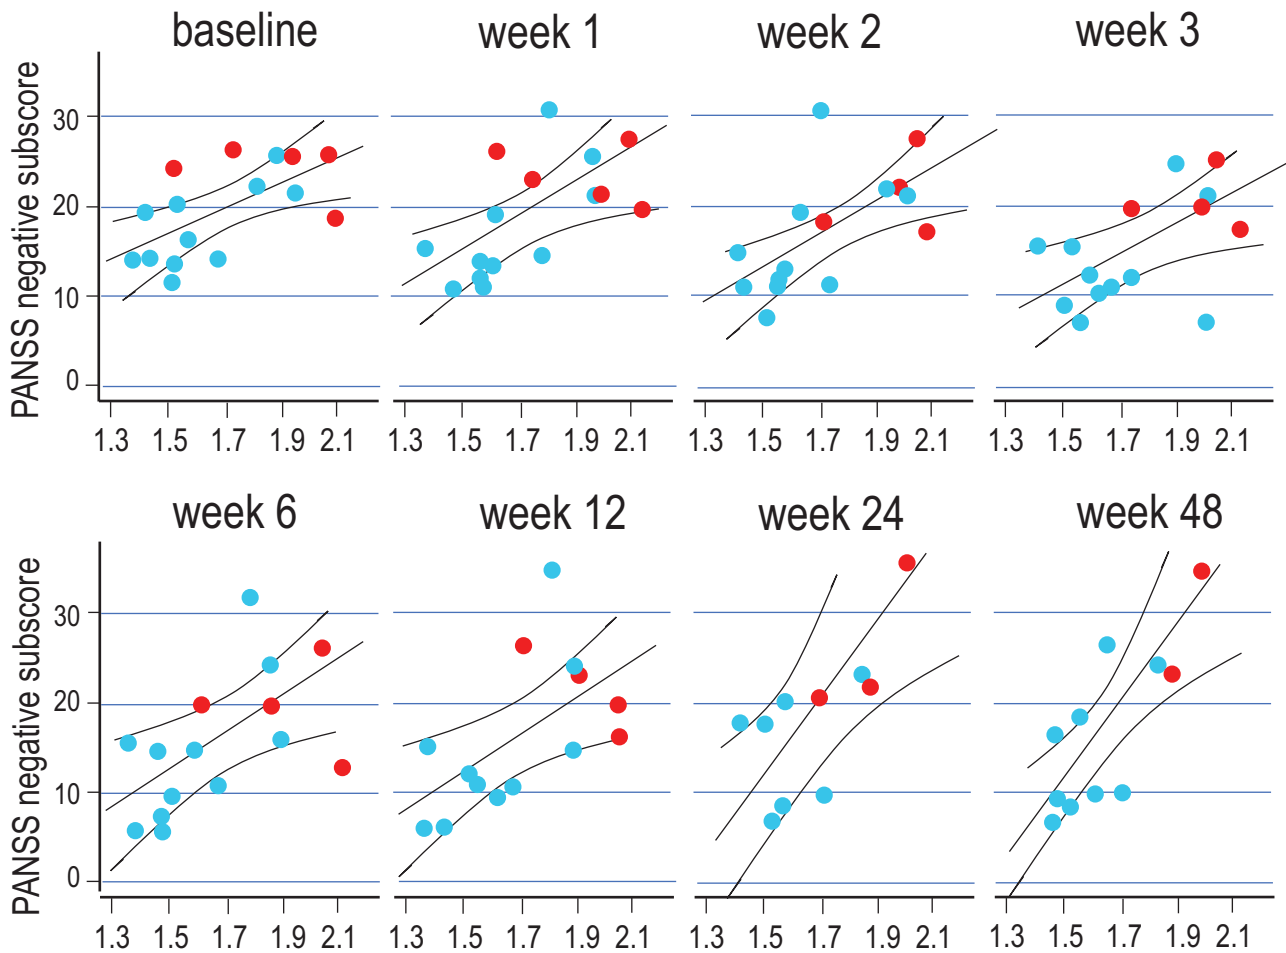 baseline
week 1
week 2
week 3
PANSS negative subscore
30
20
10
0
1.3 1.5 1.7 1.9 2.1
1.3 1.5 1.7 1.9 2.1
1.3 1.5 1.7 1.9 2.1
1.3 1.5 1.7 1.9 2.1
week 6
week 12
week 24
week 48
PANSS negative subscore
30
20
10
0
1.3 1.5 1.7 1.9 2.1
1.3 1.5 1.7 1.9 2.1
1.3 1.5 1.7 1.9 2.1
1.3 1.5 1.7 1.9 2.1